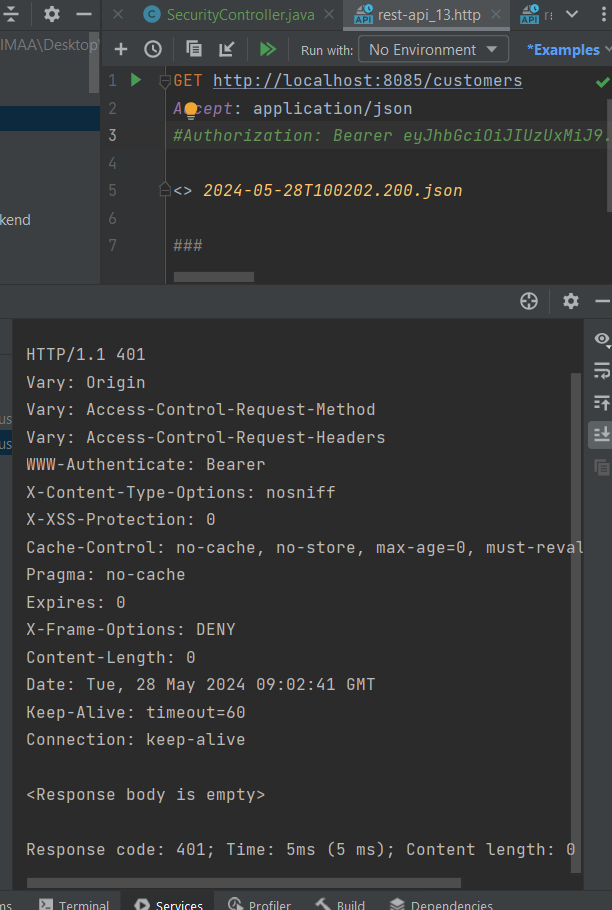 SecurityController.java
rest-api_13.http
IMAA\Desktop\
Run with:
No Environment
*Examples
1 GET http://localhost:8085/customers
2 Accept: application/json
3 #Authorization: Bearer eyJhbGciOiJIUzUxMiJ9.
4
5 <> 2024-05-28T100202.200.json
6
7 ###
kend
HTTP/1.1 401
Vary: Origin
Vary: Access-Control-Request-Method
Vary: Access-Control-Request-Headers
WWW-Authenticate: Bearer
X-Content-Type-Options: nosniff
X-XSS-Protection: 0
Cache-Control: no-cache, no-store, max-age=0, must-reval
Pragma: no-cache
Expires: 0
X-Frame-Options: DENY
Content-Length: 0
Date: Tue, 28 May 2024 09:02:41 GMT
Keep-Alive: timeout=60
Connection: keep-alive
<Response body is empty>
Response code: 401; Time: 5ms (5 ms); Content length: 0
us
us
ms
Terminal
Services
Profiler
Build
Dependencies